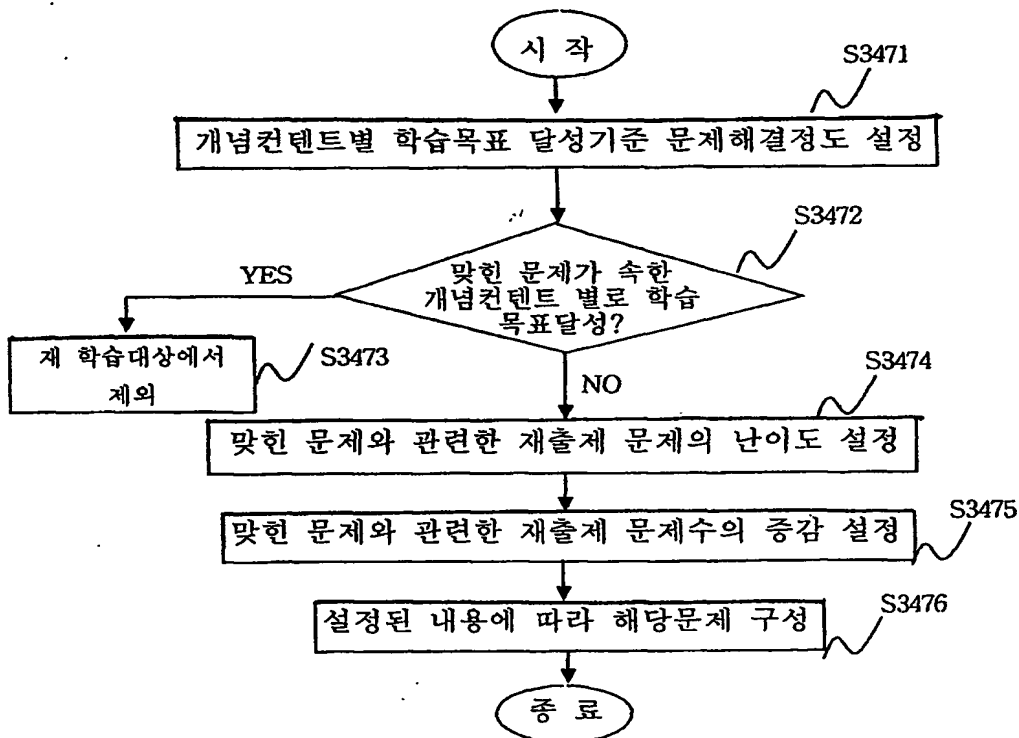 시 작
S3471
개념컨텐트별 학습목표 달성기준 문제해결정도 설정
S3472
맞힌 문제가 속한
개념컨텐트 별로 학습
목표달성?
YES
재 학습대상에서
제외
S3473
NO
S3474
맞힌 문제와 관련한 재출제 문제의 난이도 설정
S3475
맞힌 문제와 관련한 재출제 문제수의 증감 설정
S3476
설정된 내용에 따라 해당문제 구성
종 료